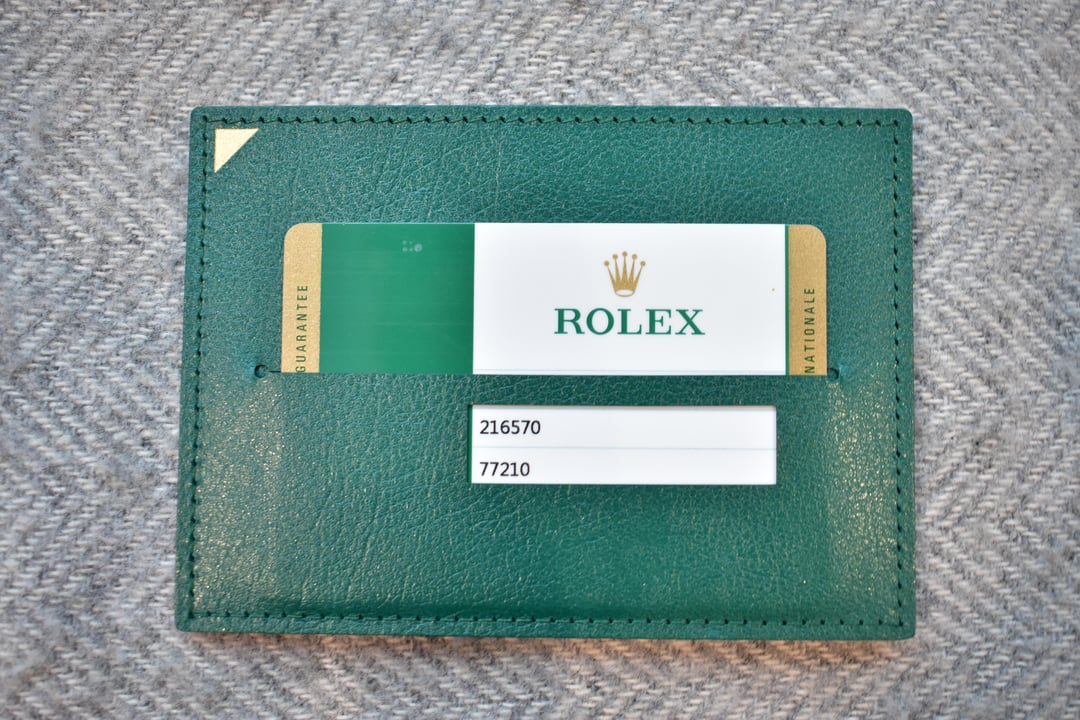 GUARANTEE
ROLEX
NATIONALE
216570
77210